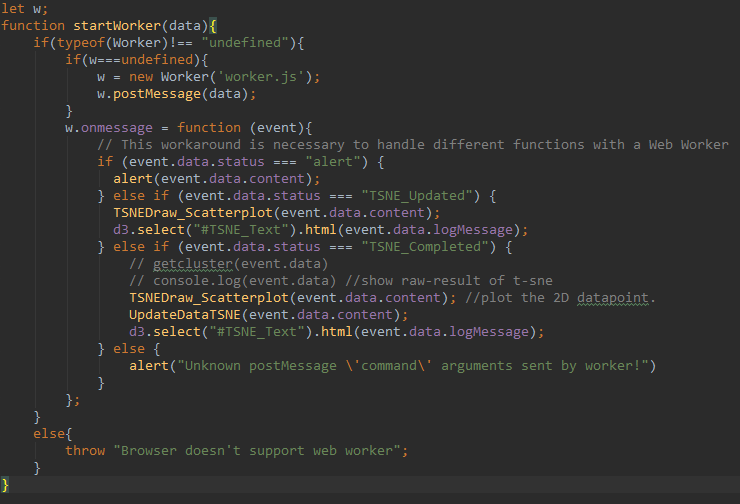 let w;
function startWorker(data){
    if(typeof(Worker)!== "undefined"){
        if(w===undefined){
            w = new Worker('worker.js');
            w.postMessage(data);
        }
        w.onmessage = function (event){
            // This workaround is necessary to handle different functions with a Web Worker
            if (event.data.status === "alert") {
              alert(event.data.content);
            } else if (event.data.status === "TSNE_Updated") {
              TSNEDraw_Scatterplot(event.data.content);
              d3.select("#TSNE_Text").html(event.data.logMessage);
            } else if (event.data.status === "TSNE_Completed") {
                // getcluster(event.data)
                // console.log(event.data) //show raw-result of t-sne
                TSNEDraw_Scatterplot(event.data.content); //plot the 2D datapoint.
                UpdateDataTSNE(event.data.content);
                d3.select("#TSNE_Text").html(event.data.logMessage);
            } else {
                alert("Unknown postMessage \'command\' arguments sent by worker!")
            }
        };
    }
    else{
        throw "Browser doesn't support web worker";
    }
}